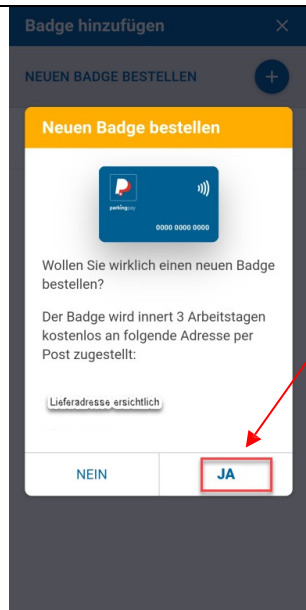 Badge hinzufügen
NEUEN BADGE BESTELLEN
Neuen Badge bestellen
parkingpay
0000 0000 0000
Wollen Sie wirklich einen neuen Badge
bestellen?
Der Badge wird innert 3 Arbeitstagen
kostenlos an folgende Adresse per
Post zugestellt:
Lieferadresse ersichtlich
NEIN JA